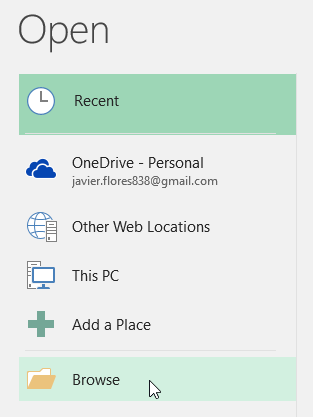 Open
Recent
OneDrive - Personal
javier.flores838@gmail.com
Other Web Locations
This PC
Add a Place
Browse